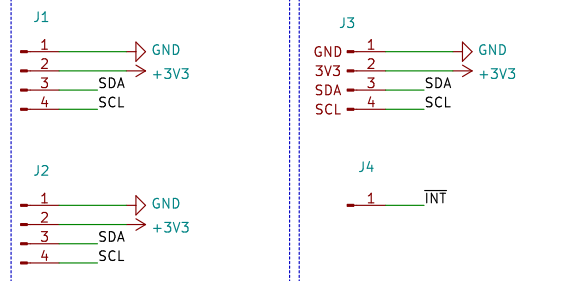 J1
1 GND
2 +3V3
3 SDA
4 SCL
J2
1 GND
2 +3V3
3 SDA
4 SCL
J3
GND 1 GND
3V3 2 +3V3
SDA 3 SDA
SCL 4 SCL
J4
1 INT